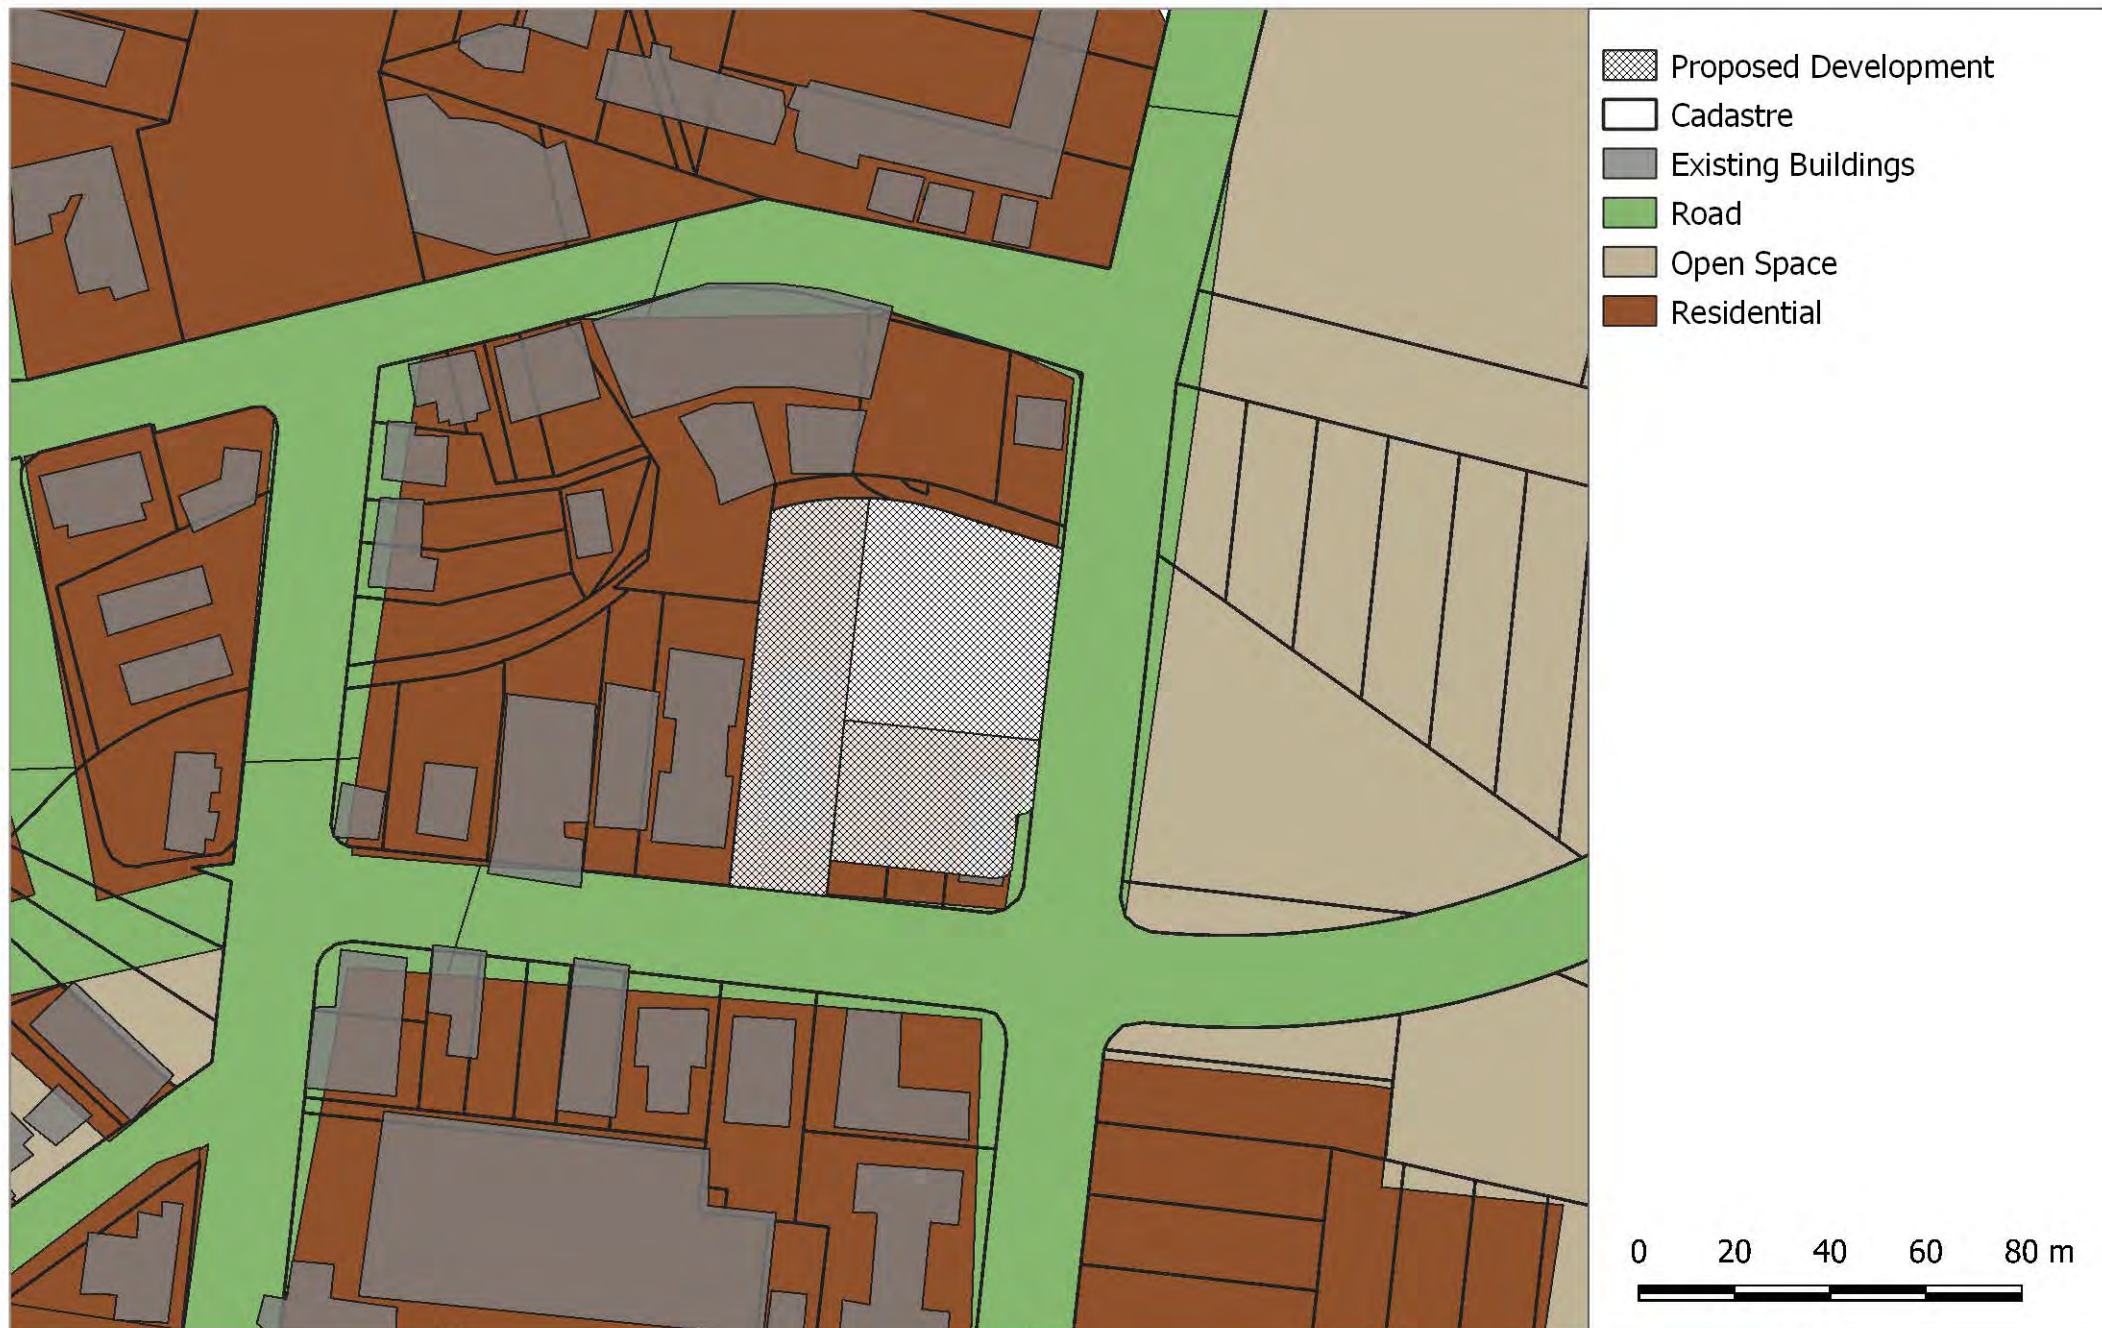 Proposed Development
Cadastre
Existing Buildings
Road
Open Space
Residential
0 20 40 60 80 m